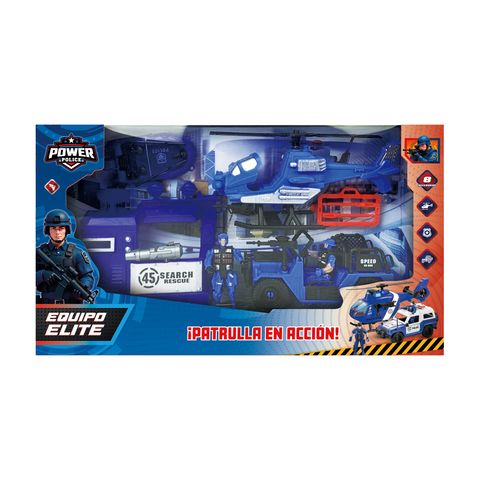 POWER
POLICE
8
45 SEARCH
RESCUE
SPEED
EQUIPO
ELITE
¡PATRULLA EN ACCIÓN!